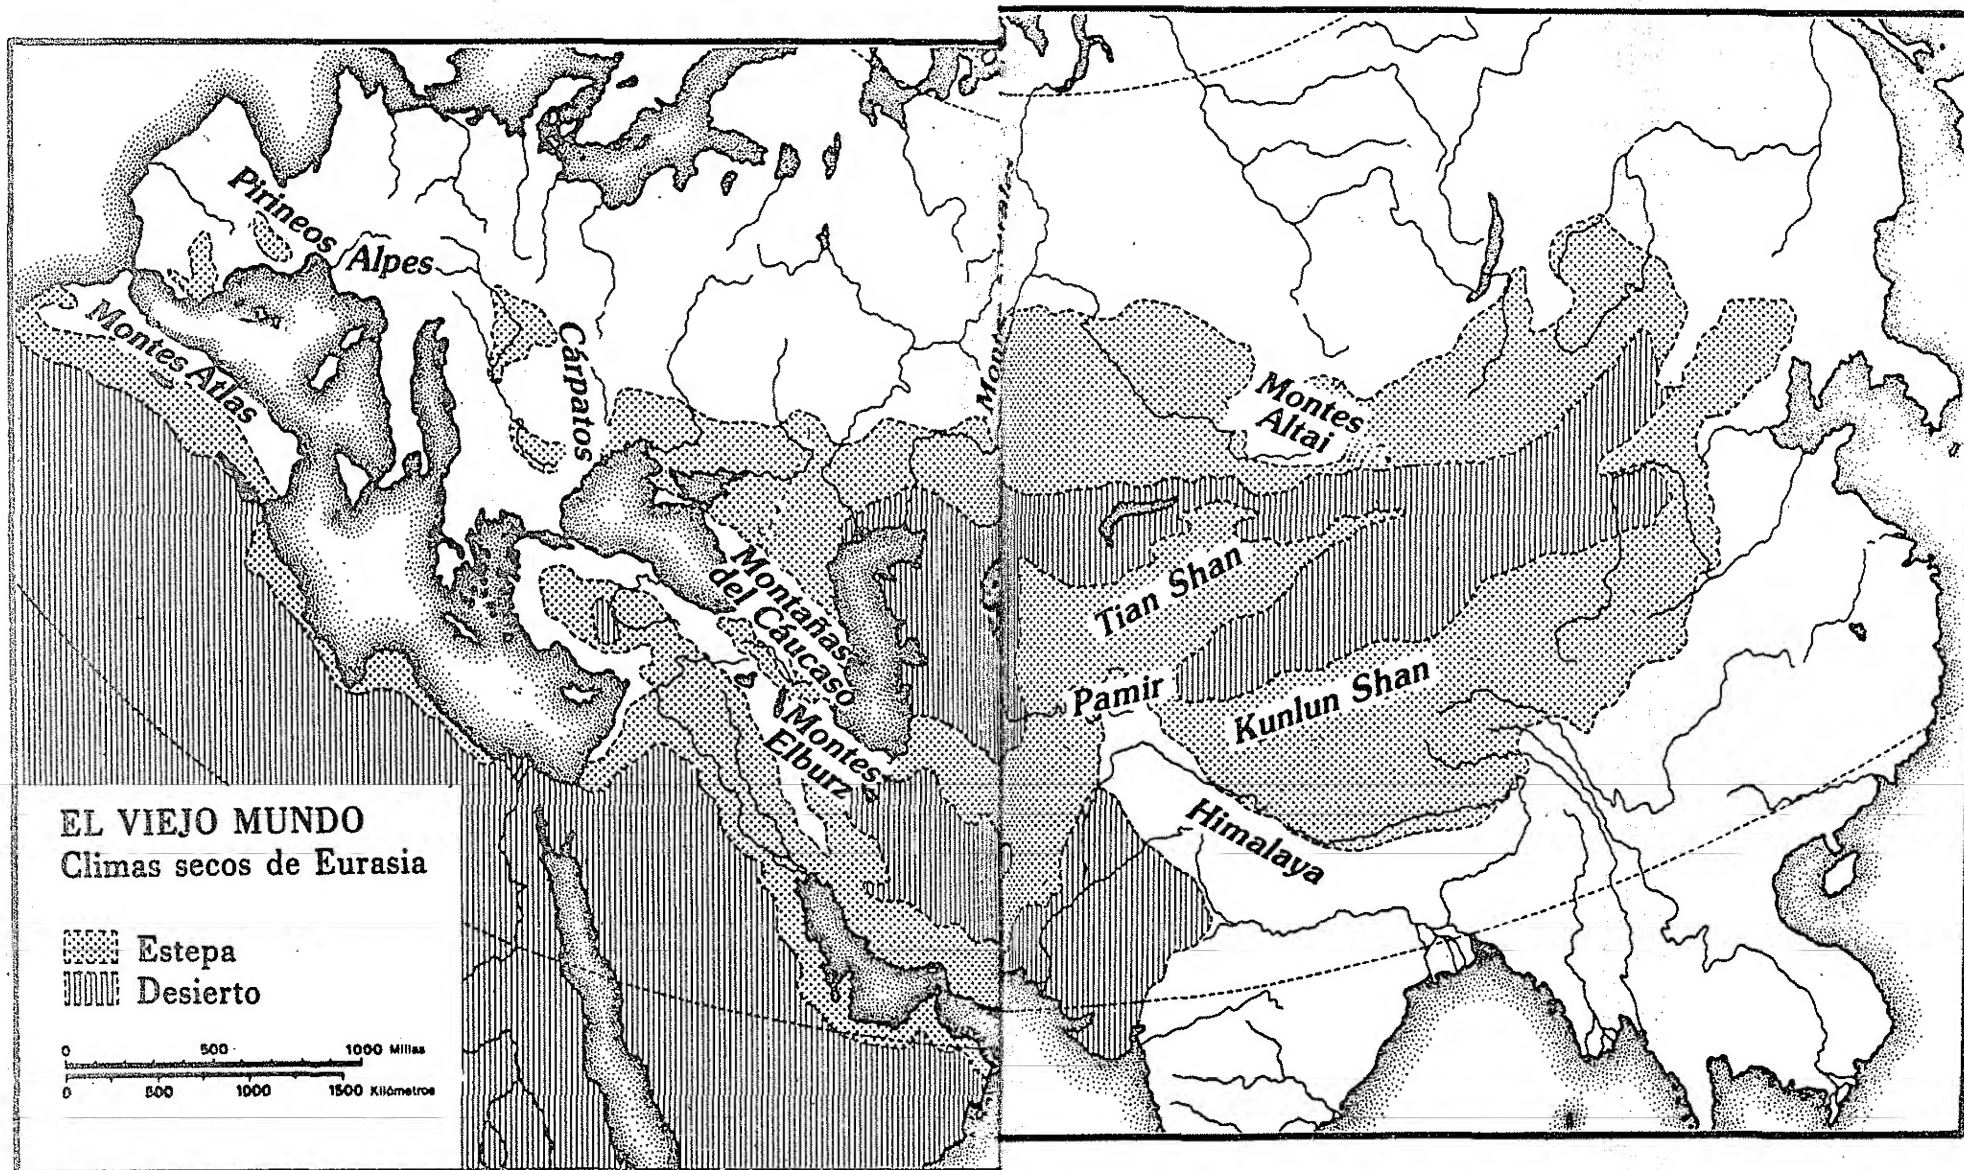 Pirineos
Alpes
Montes Atlas
Cárpatos
Montañas
del Cáucaso
Montes
Elburz
Montes
Altai
Tian Shan
Pamir
Kunlun Shan
Himalaya
EL VIEJO MUNDO
Climas secos de Eurasia
Estepa
Desierto
0 500 1000 Millas
0 500 1000 1500 Kilómetros